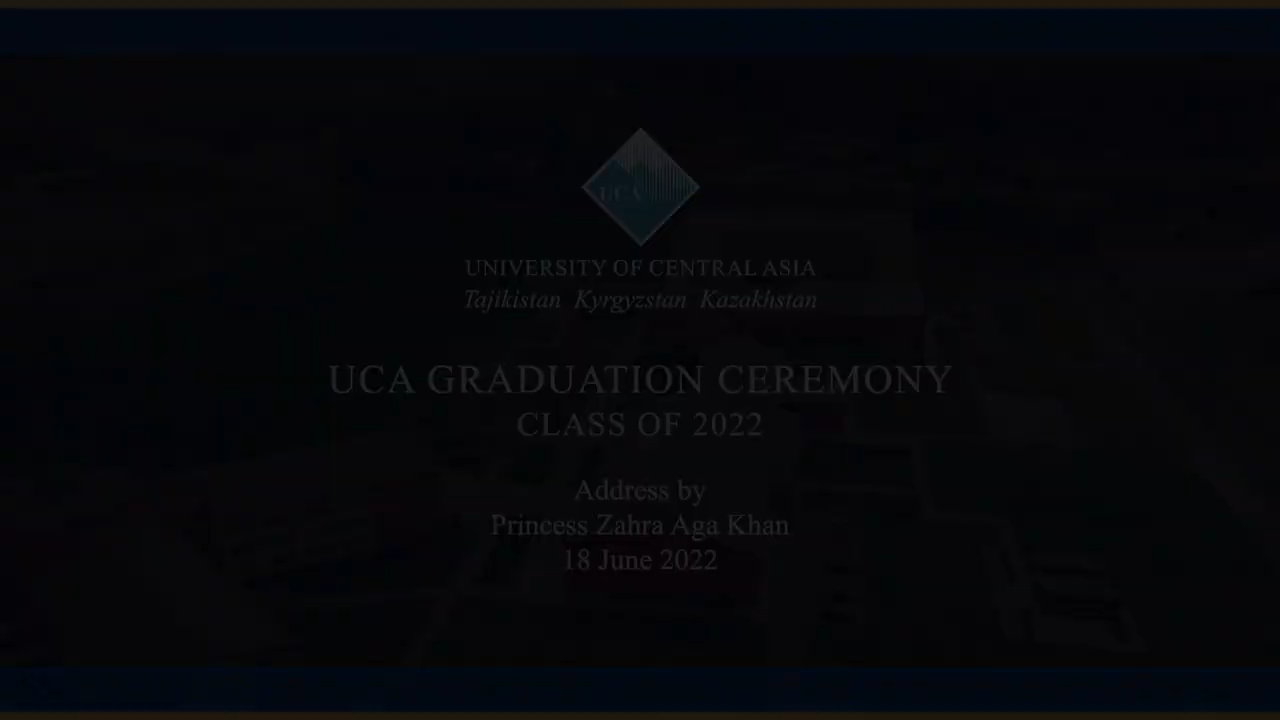 UCA
UNIVERSITY OF CENTRAL ASIA
Tajikistan Kyrgyzstan Kazakhstan
UCA GRADUATION CEREMONY
CLASS OF 2022
Address by
Princess Zahra Aga Khan
18 June 2022